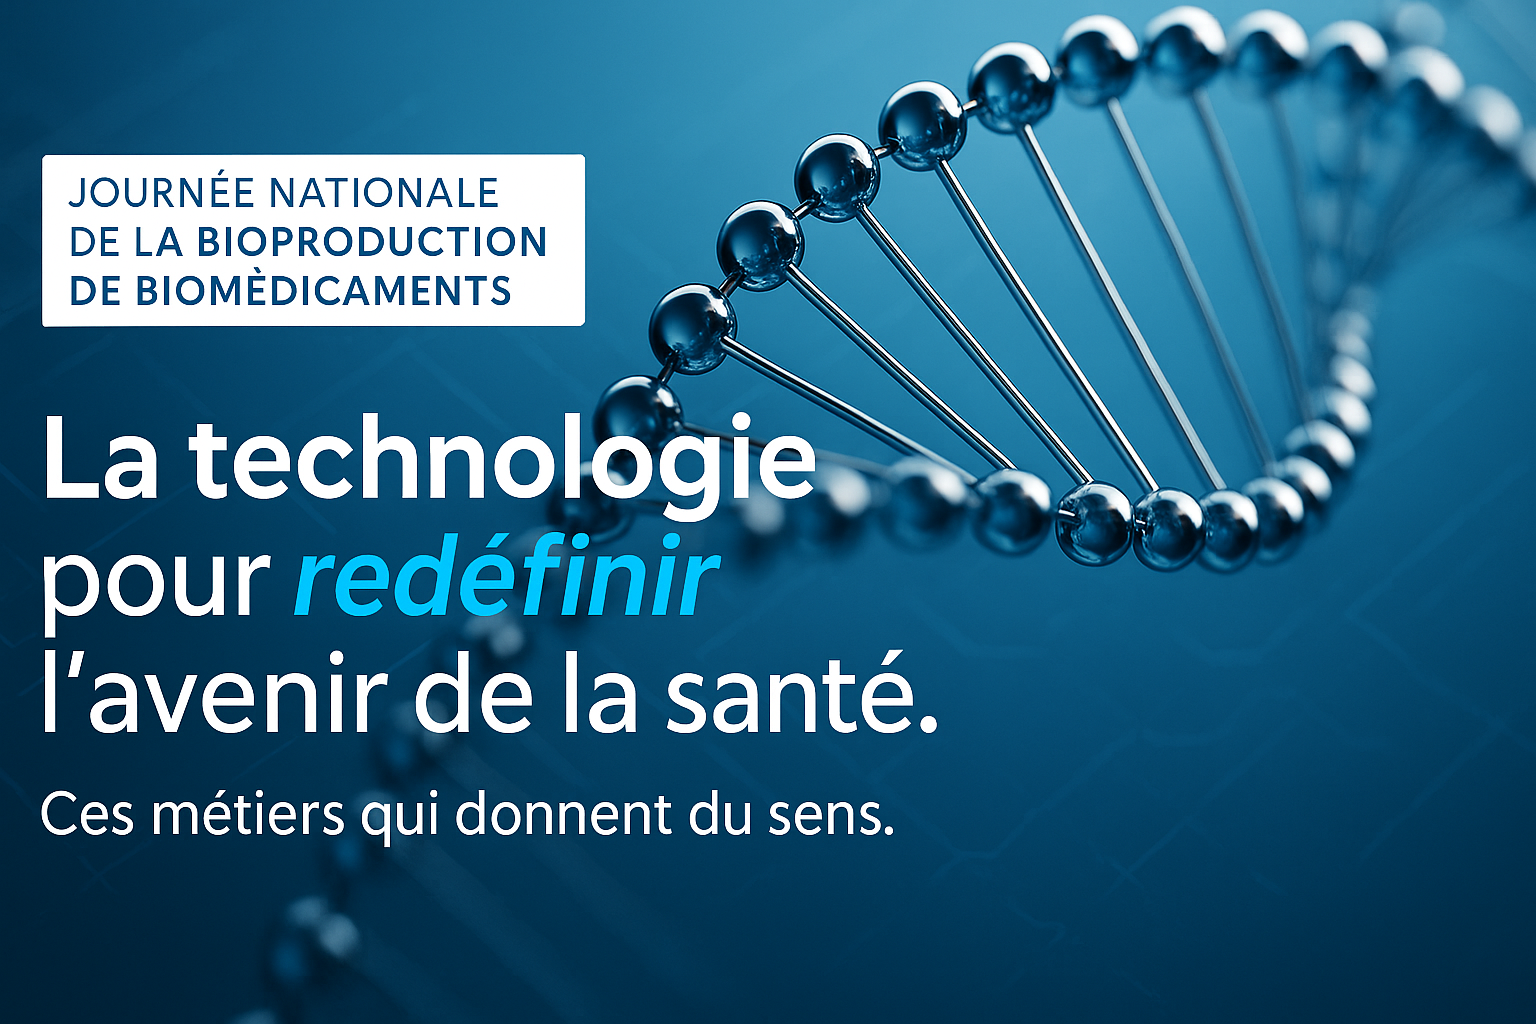 JOURNÉE NATIONALE
DE LA BIOPRODUCTION
DE BIOMÈDICAMENTS
La technologie
pour redéfinir
l’avenir de la santé.
Ces métiers qui donnent du sens.